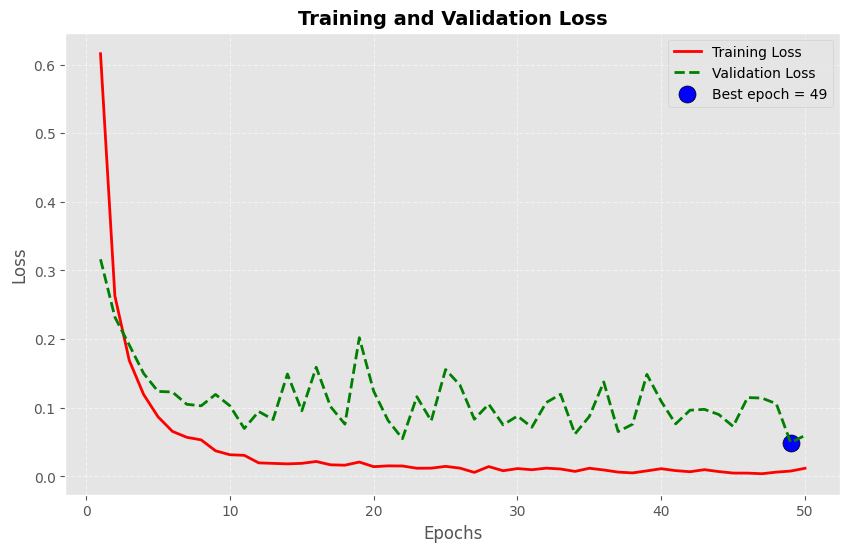 Training and Validation Loss
Training Loss
Validation Loss
Best epoch = 49
Loss
0.6
0.5
0.4
0.3
0.2
0.1
0.0
0 10 20 30 40 50
Epochs